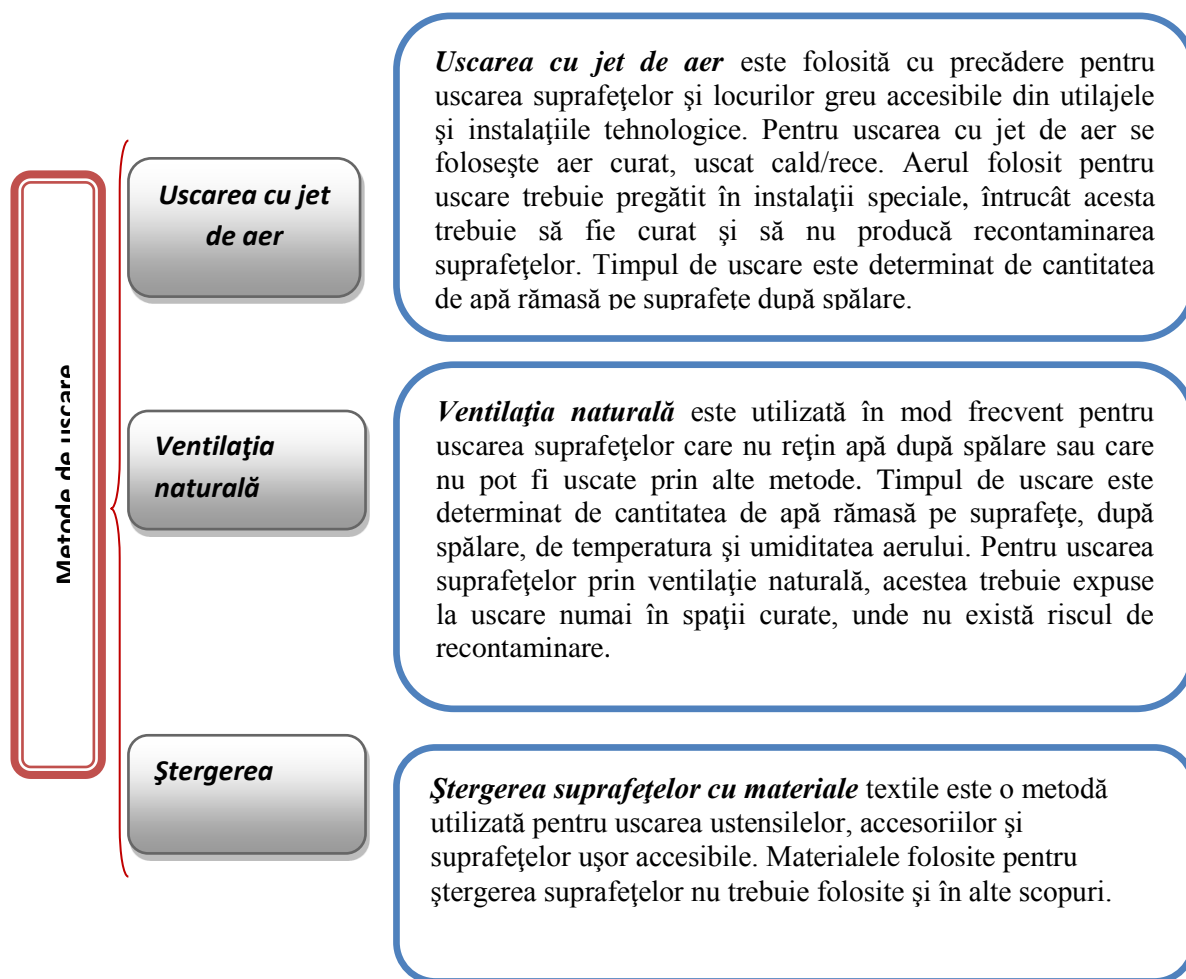 Metode de uscare
Uscarea cu jet
de aer
Uscarea cu jet de aer este folosită cu precădere pentru
uscarea suprafeţelor şi locurilor greu accesibile din utilajele
şi instalaţiile tehnologice. Pentru uscarea cu jet de aer se
foloseşte aer curat, uscat cald/rece. Aerul folosit pentru
uscare trebuie pregătit în instalaţii speciale, întrucât acesta
trebuie să fie curat şi să nu producă recontaminarea
suprafeţelor. Timpul de uscare este determinat de cantitatea
de apă rămasă pe suprafeţe după spălare.
Ventilaţia
naturală
Ventilaţia naturală este utilizată în mod frecvent pentru
uscarea suprafeţelor care nu reţin apă după spălare sau care
nu pot fi uscate prin alte metode. Timpul de uscare este
determinat de cantitatea de apă rămasă pe suprafeţe, după
spălare, de temperatura şi umiditatea aerului. Pentru uscarea
suprafeţelor prin ventilaţie naturală, acestea trebuie expuse
la uscare numai în spaţii curate, unde nu există riscul de
recontaminare.
Ştergerea
Ştergerea suprafeţelor cu materiale textile este o metodă
utilizată pentru uscarea ustensilelor, accesoriilor şi
suprafeţelor uşor accesibile. Materialele folosite pentru
ştergerea suprafeţelor nu trebuie folosite şi în alte scopuri.